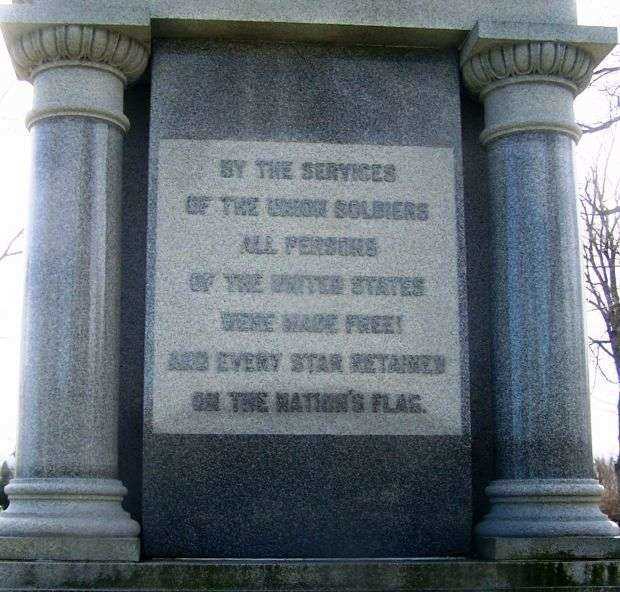 BY THE SERVICES
OF THE UNION SOLDIERS
ALL PERSONS
OF THE UNITED STATES
WERE MADE FREE!
AND EVERY STAR RETAINED
ON THE NATION'S FLAG.